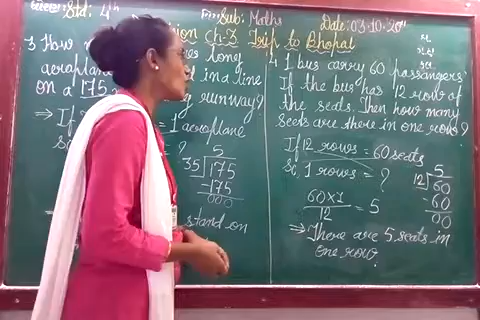 Std: 4th
Sub: Maths
Date: 03-10-20
Ch-3 Trip to Bhopal
3 How long
aeroplane in a line
on a 175 runway?
⇒ If = 1 aeroplane
= ?
5
35)175
-175
000
stand on
4 1 bus carry 60 passangers
If the bus has 12 row of
the seats. Then how many
seats are there in one row?
If 12 rows = 60 seats
So, 1 rows = ?
60 x 1
12
= 5
5
12)60
-60
00
⇒ There are 5 seats in
one row.